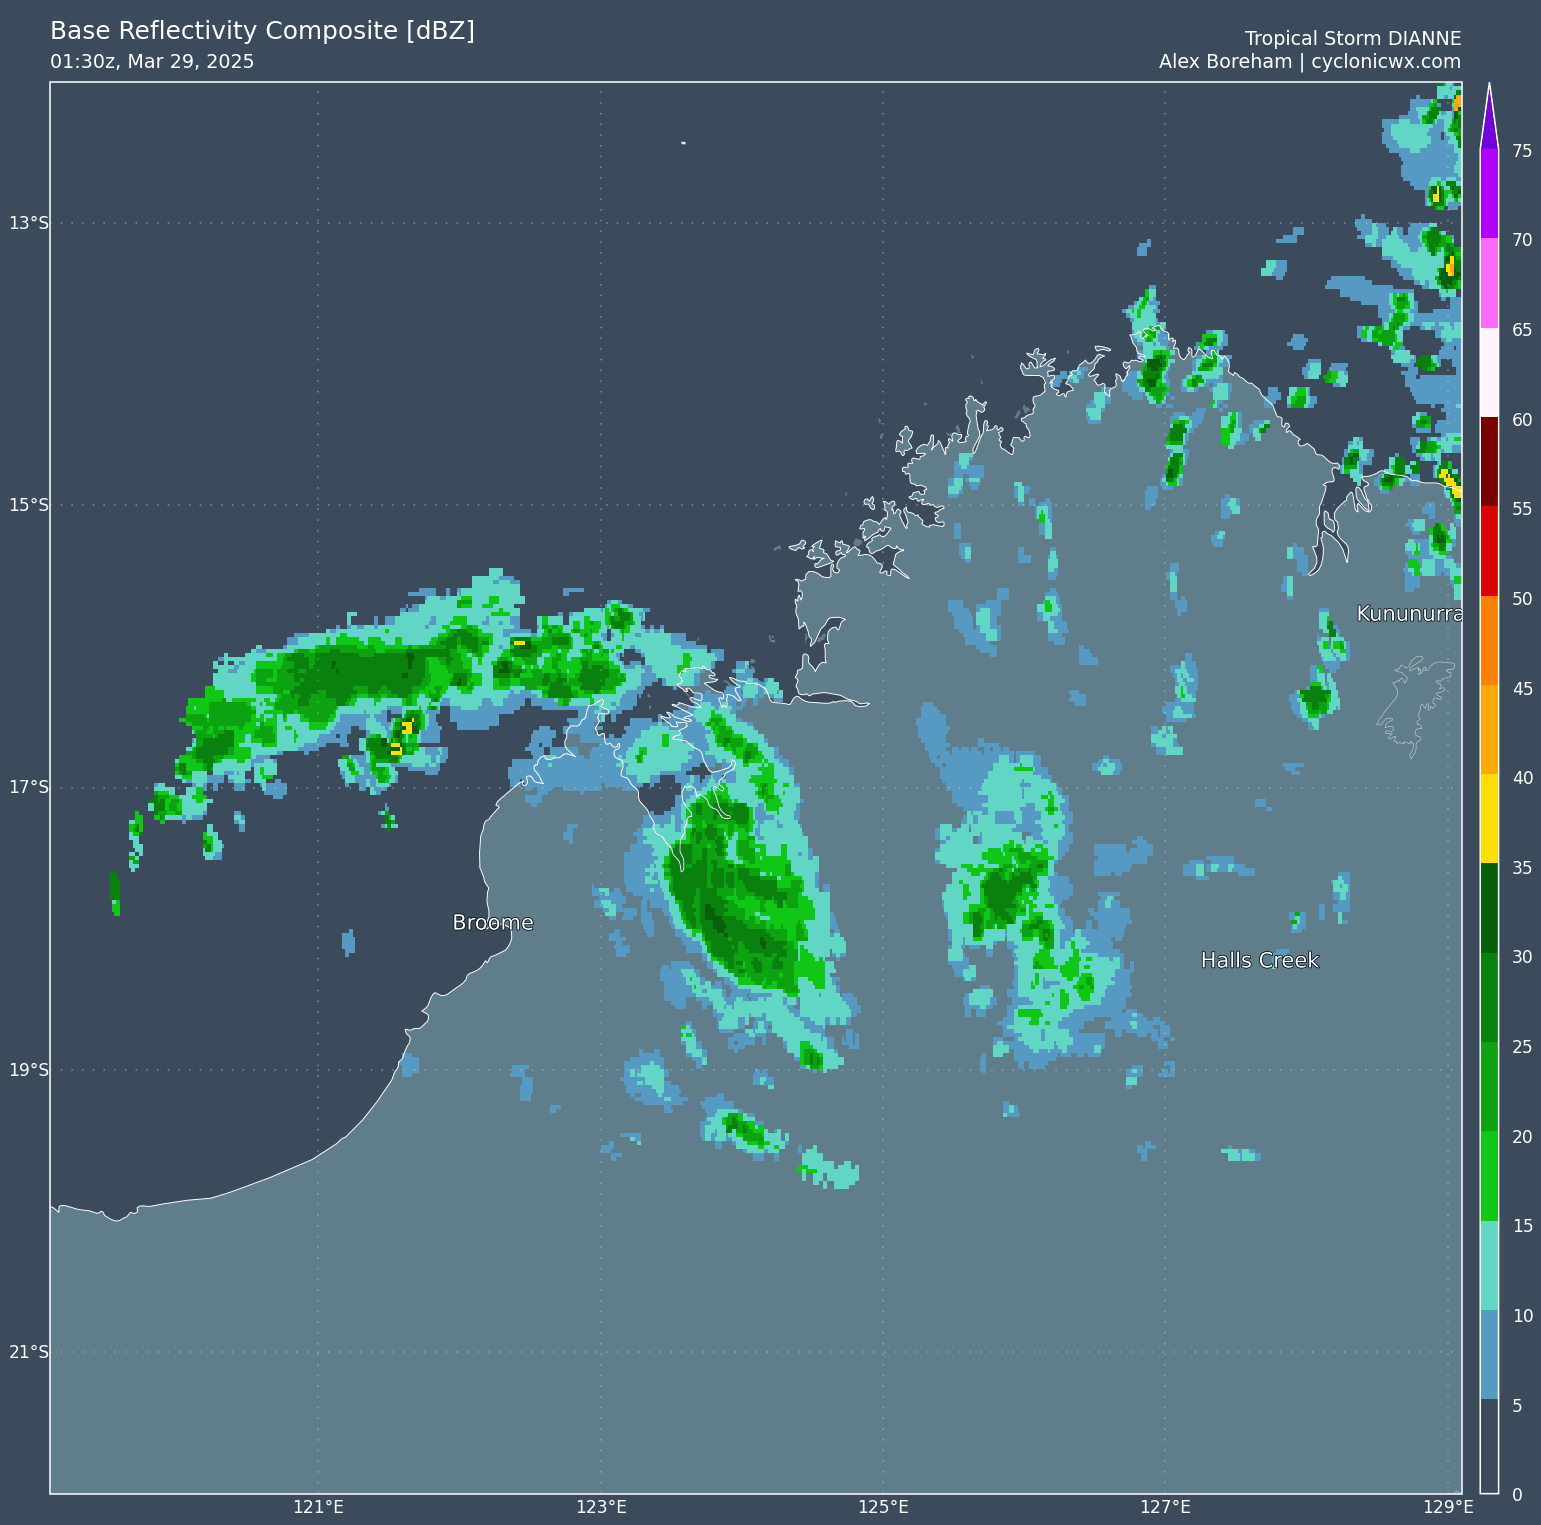 Base Reflectivity Composite [dBZ]
01:30z, Mar 29, 2025
Tropical Storm DIANNE
Alex Boreham | cyclonicwx.com
13°S
15°S
17°S
19°S
21°S
121°E
123°E
125°E
127°E
129°E
Kununurra
Broome
Halls Creek
75
70
65
60
55
50
45
40
35
30
25
20
15
10
5
0